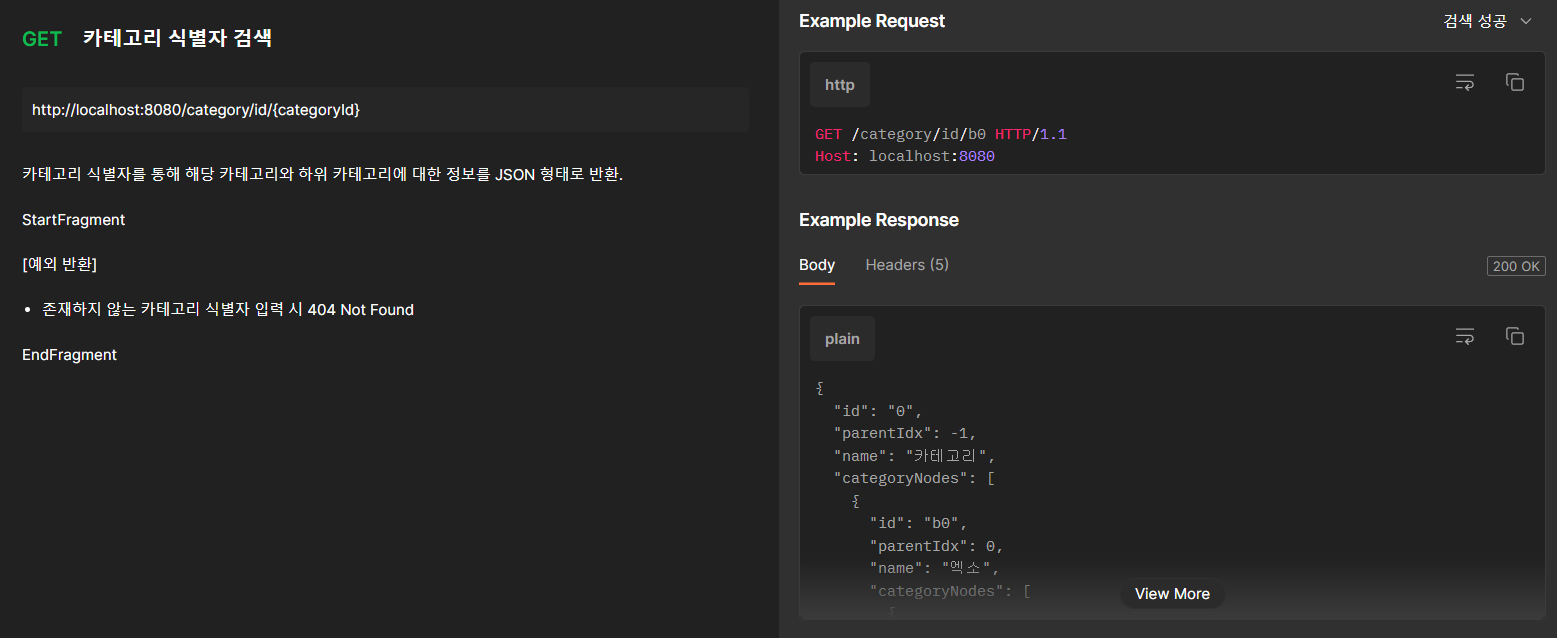 GET 카테고리 식별자 검색
http://localhost:8080/category/id/{categoryId}
카테고리 식별자를 통해 해당 카테고리와 하위 카테고리에 대한 정보를 JSON 형태로 반환.
StartFragment
[예외 반환]
• 존재하지 않는 카테고리 식별자 입력 시 404 Not Found
EndFragment
Example Request
검색 성공
http
GET /category/id/b0 HTTP/1.1
Host: localhost:8080
Example Response
Body Headers (5)
200 OK
plain
{
"id": "0",
"parentIdx": -1,
"name": "카테고리",
"categoryNodes": [
{
"id": "b0",
"parentIdx": 0,
"name": "엑소",
"categoryNodes": [
{
View More